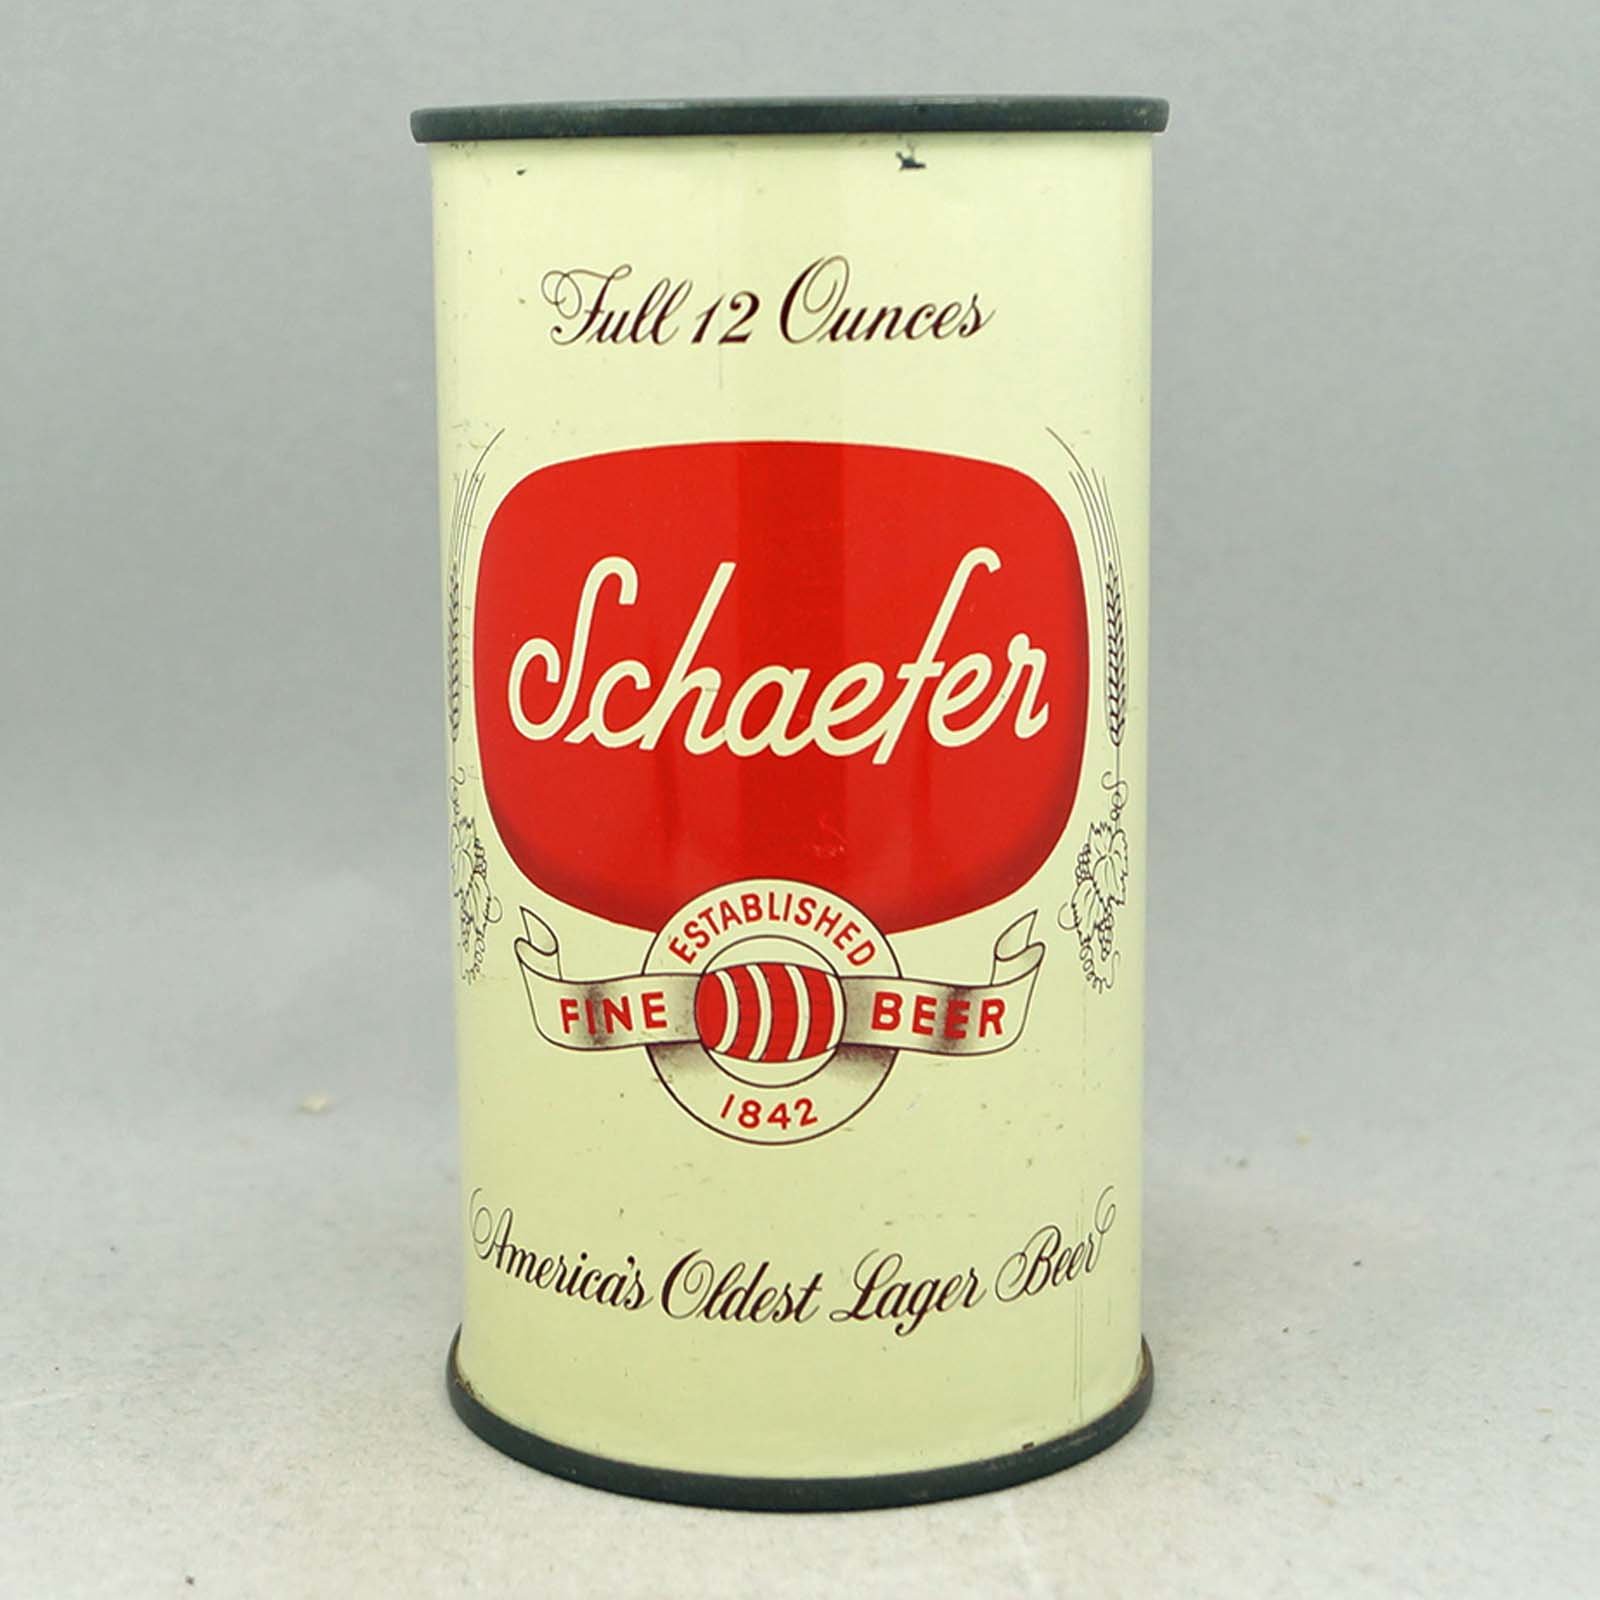 Full 12 Ounces
Schaefer
ESTABLISHED
FINE BEER
1842
America's Oldest Lager Beer